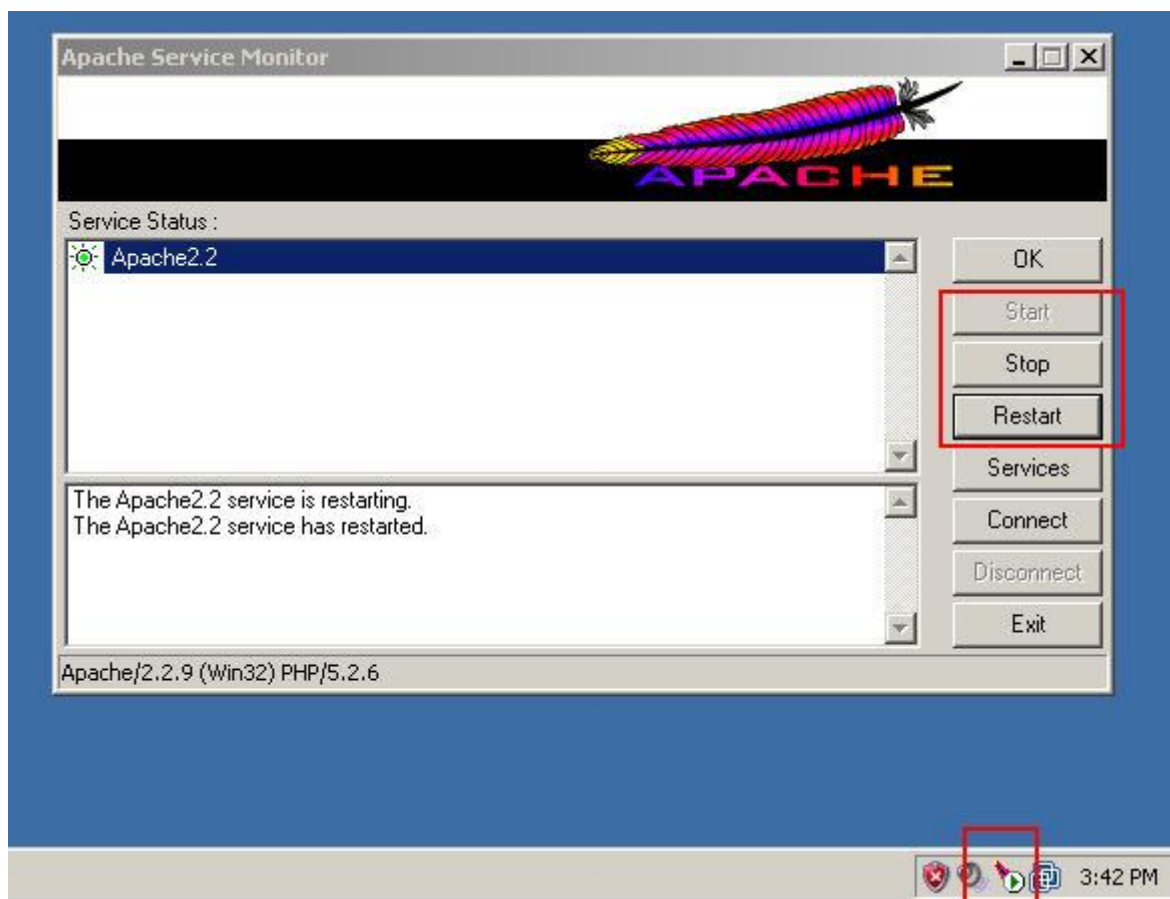 Apache Service Monitor
APACHE
Service Status :
Apache2.2
OK
Start
Stop
Restart
Services
Connect
Disconnect
Exit
The Apache2.2 service is restarting.
The Apache2.2 service has restarted.
Apache/2.2.9 (Win32) PHP/5.2.6
3:42 PM